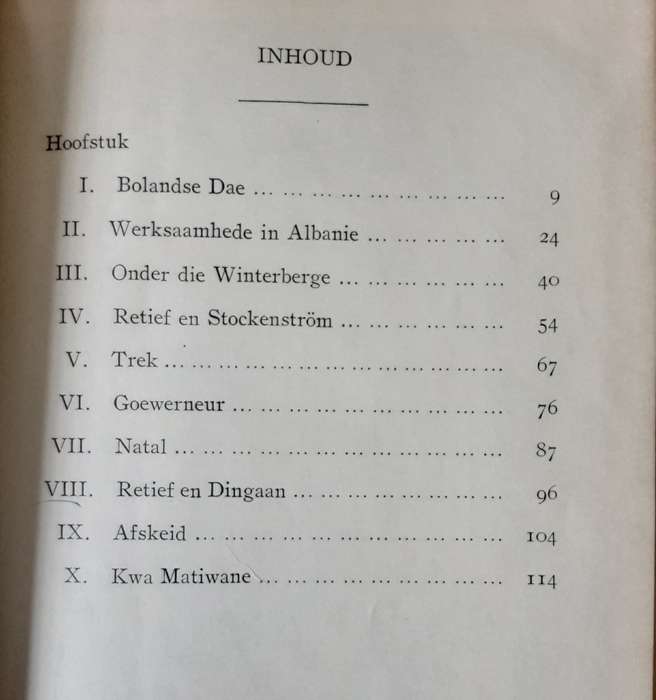 INHOUD
Hoofstuk
I. Bolandse Dae ... ... ... ... ... ... ... ... ... 9
II. Werksaamhede in Albanie ... ... ... ... ... 24
III. Onder die Winterberge ... ... ... ... ... ... 40
IV. Retief en Stockenström ... ... ... ... ... ... 54
V. Trek ... ... ... ... ... ... ... ... ... ... ... ... 67
VI. Goewerneur ... ... ... ... ... ... ... ... ... ... 76
VII. Natal ... ... ... ... ... ... ... ... ... ... ... ... 87
VIII. Retief en Dingaan ... ... ... ... ... ... ... ... 96
IX. Afskeid ... ... ... ... ... ... ... ... ... ... ... 104
X. Kwa Matiwane ... ... ... ... ... ... ... ... ... 114